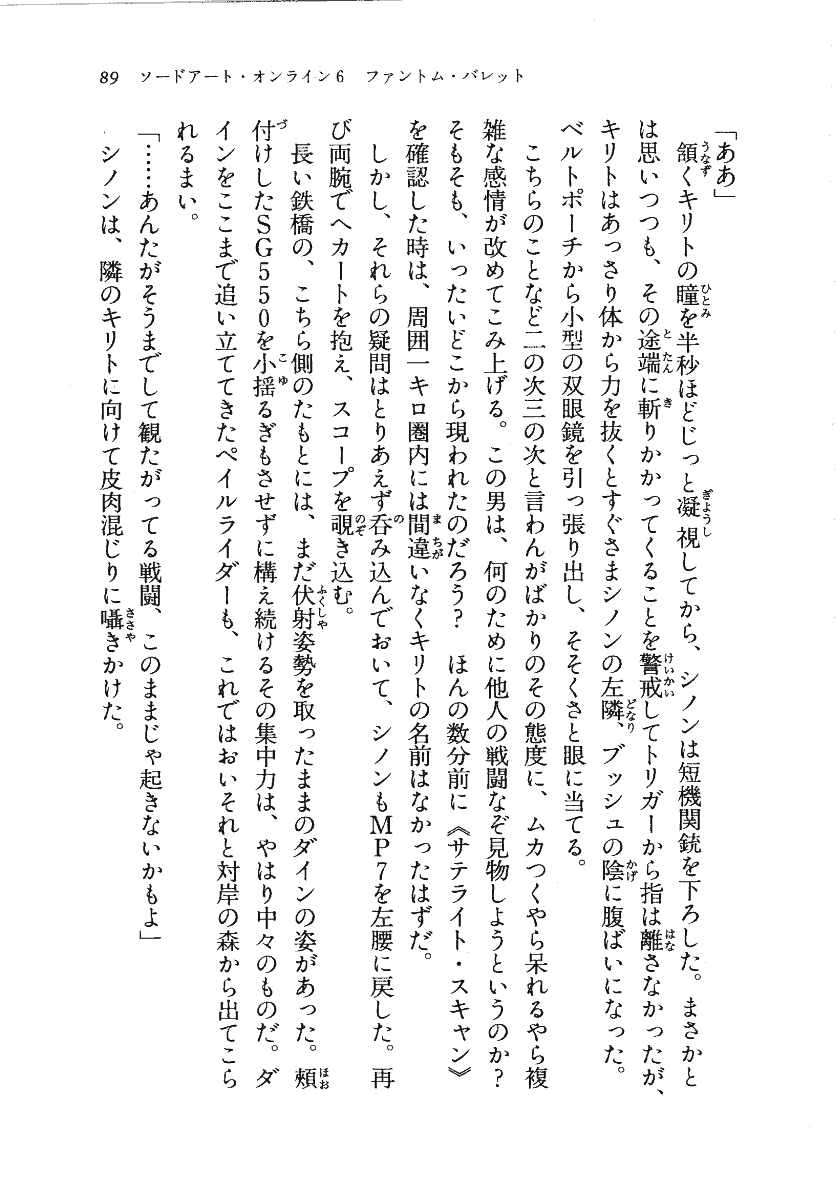 89 ソードアート・オンライン6 ファントム・バレット
「ああ」
頷くキリトの瞳を半秒ほどじっと凝視してから、シノンは短機関銃を下ろした。まさかと
は思いつつも、その途端に斬りかかってくることを警戒してトリガーから指は離さなかったが、
キリトはあっさり体から力を抜くとすぐさまシノンの左隣、ブッシュの陰に腹ばいになった。
ベルトポーチから小型の双眼鏡を引っ張り出し、そそくさと眼に当てる。
こちらのことなど二の次三の次と言わんがばかりのその態度に、ムカつくやら呆れるやら複
雑な感情が改めてこみ上げる。この男は、何のために他人の戦闘なぞ見物しようというのか?
そもそも、いったいどこから現われたのだろう? ほんの数分前に《サテライト・スキャン》
を確認した時は、周囲一キロ圏内には間違いなくキリトの名前はなかったはずだ。
しかし、それらの疑問はとりあえず呑み込んでおいて、シノンもMP7を左腰に戻した。再
び両腕でヘカートを抱え、スコープを覗き込む。
長い鉄橋の、こちら側のたもとには、まだ伏射姿勢を取ったままのダインの姿があった。頬
付けしたSG550を小揺るぎもさせずに構え続けるその集中力は、やはり中々のものだ。ダ
インをここまで追い立ててきたペイルライダーも、これではおいそれと対岸の森から出てこら
れるまい。
「……あんたがそうまでして観たがってる戦闘、このままじゃ起きないかもよ」
シノンは、隣のキリトに向けて皮肉混じりに囁きかけた。